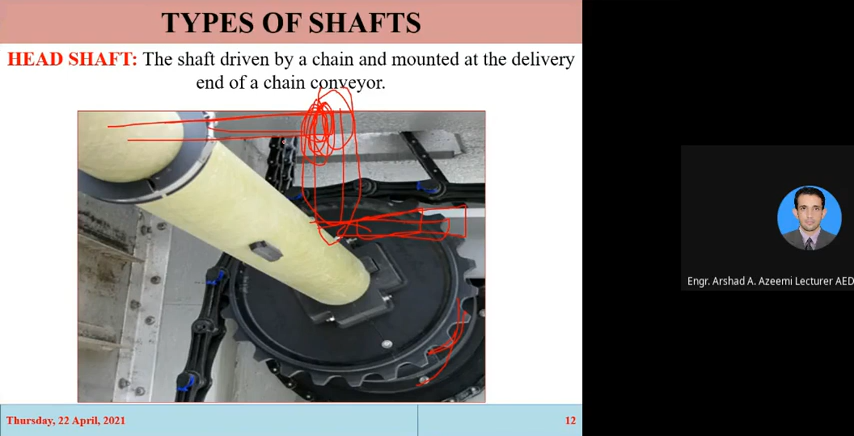 TYPES OF SHAFTS
HEAD SHAFT: The shaft driven by a chain and mounted at the delivery
end of a chain conveyor.
Engr. Arshad A. Azeemi Lecturer AED
Thursday, 22 April, 2021
12